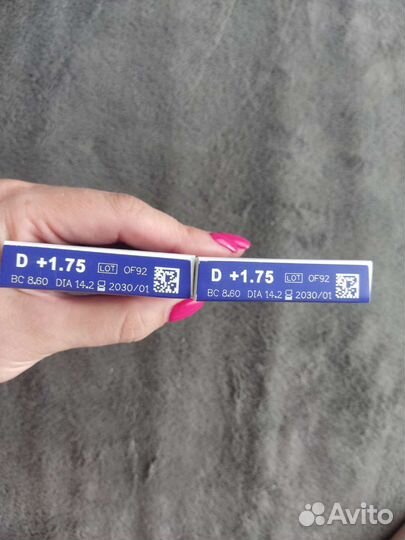 D +1.75 LOT OF92
BC 8.60 DIA 14.2 2030/01
D +1.75 LOT OF92
BC 8.60 DIA 14.2 2030/01
Avito